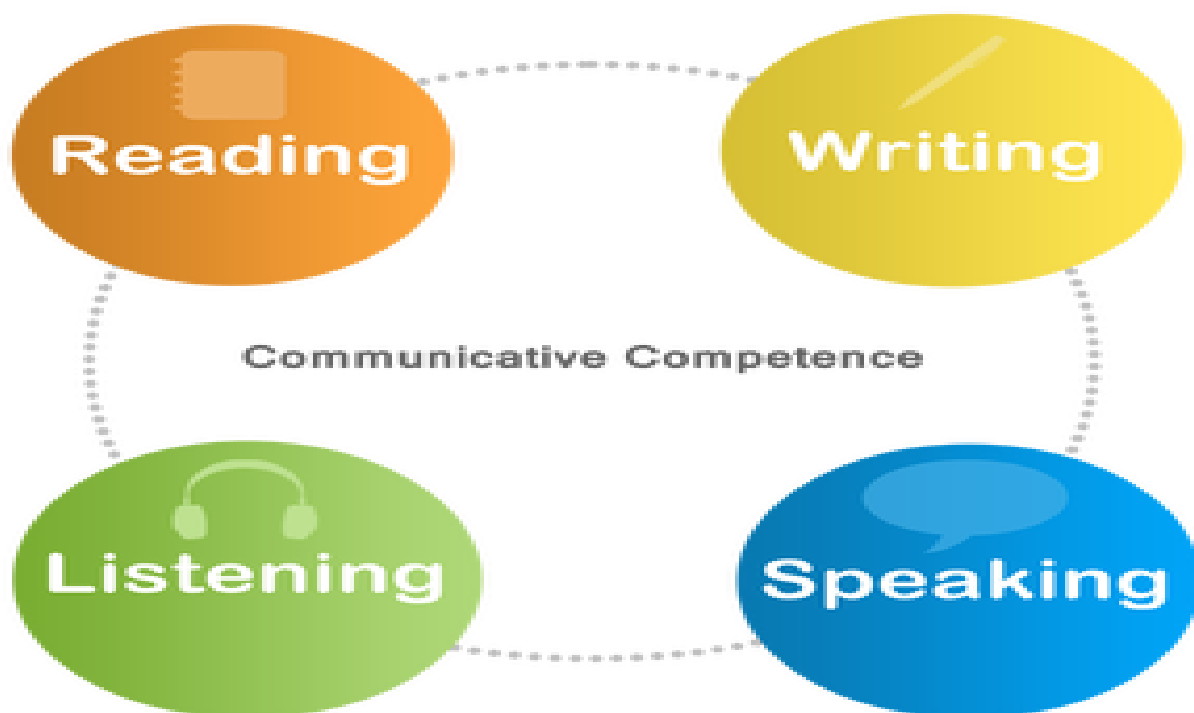 Reading
Writing
Communicative Competence
Listening
Speaking